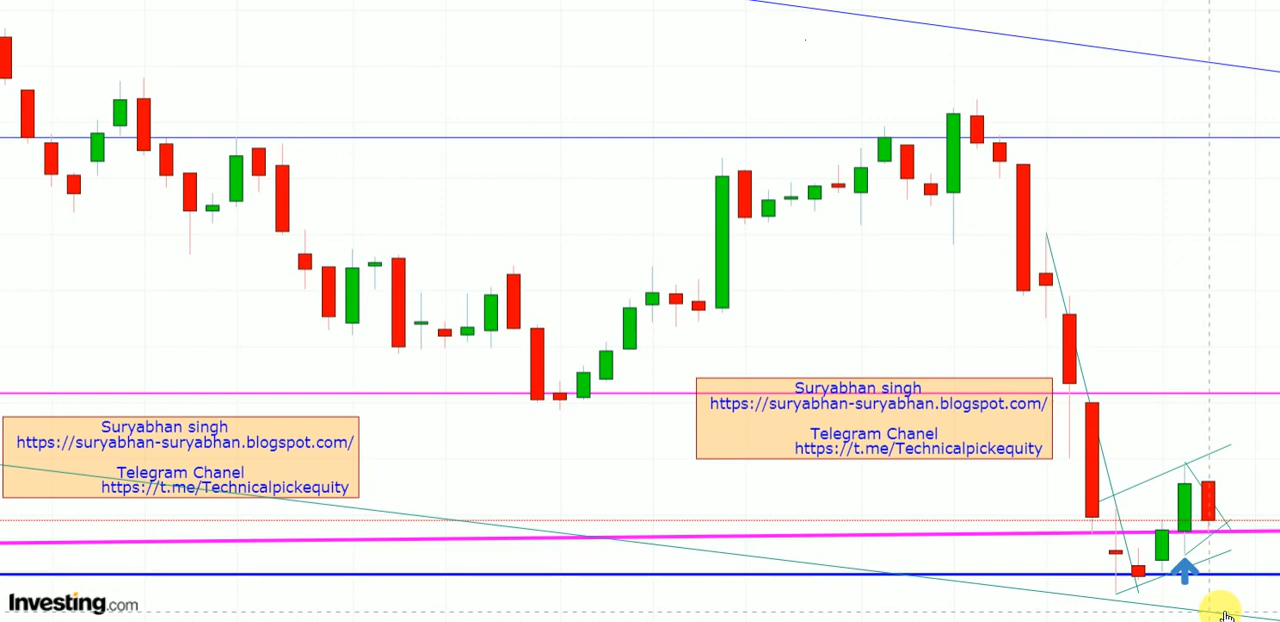 Suryabhan singh
https://suryabhan-suryabhan.blogspot.com/
Telegram Chanel
https://t.me/Technicalpickequity
Suryabhan singh
https://suryabhan-suryabhan.blogspot.com/
Telegram Chanel
https://t.me/Technicalpickequity
Investing.com